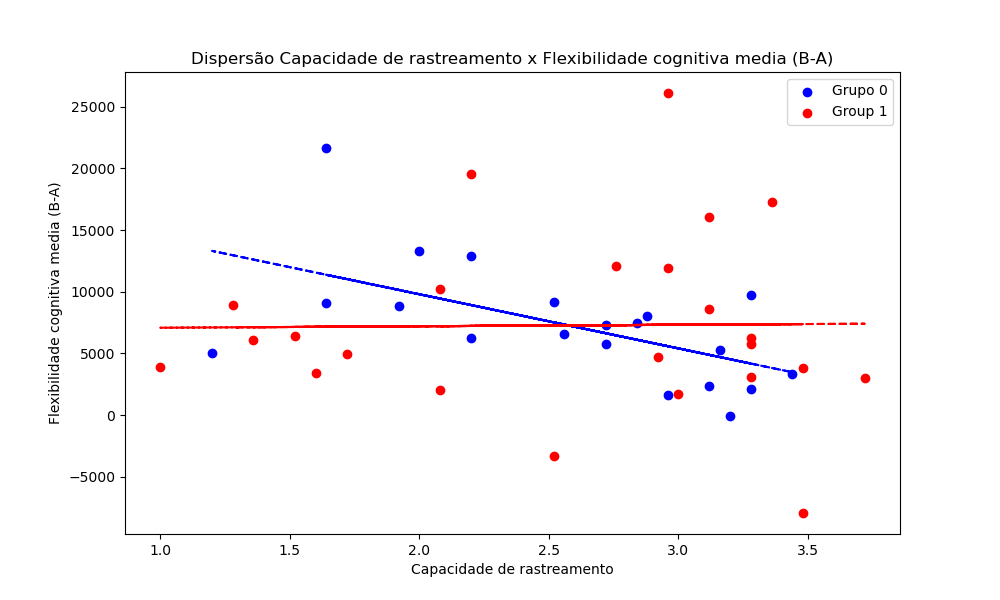 Dispersão Capacidade de rastreamento x Flexibilidade cognitiva media (B-A)
Grupo 0
Group 1
Flexibilidade cognitiva media (B-A)
25000
20000
15000
10000
5000
0
−5000
1.0
1.5
2.0
2.5
3.0
3.5
Capacidade de rastreamento